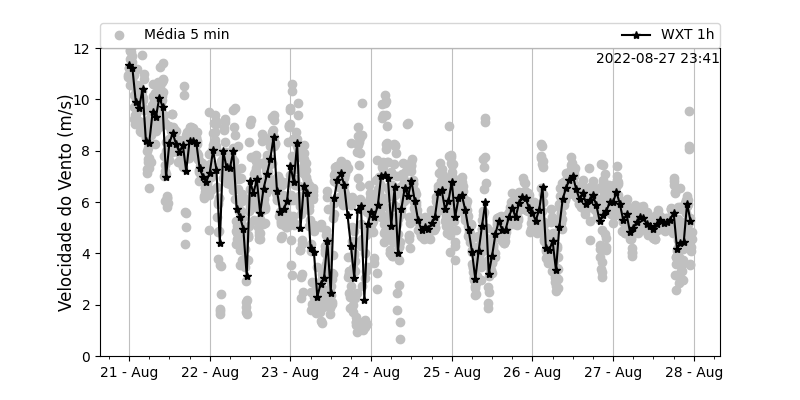 Média 5 min WXT 1h
2022-08-27 23:41
Velocidade do Vento (m/s)
12
10
8
6
4
2
0
21 - Aug 22 - Aug 23 - Aug 24 - Aug 25 - Aug 26 - Aug 27 - Aug 28 - Aug